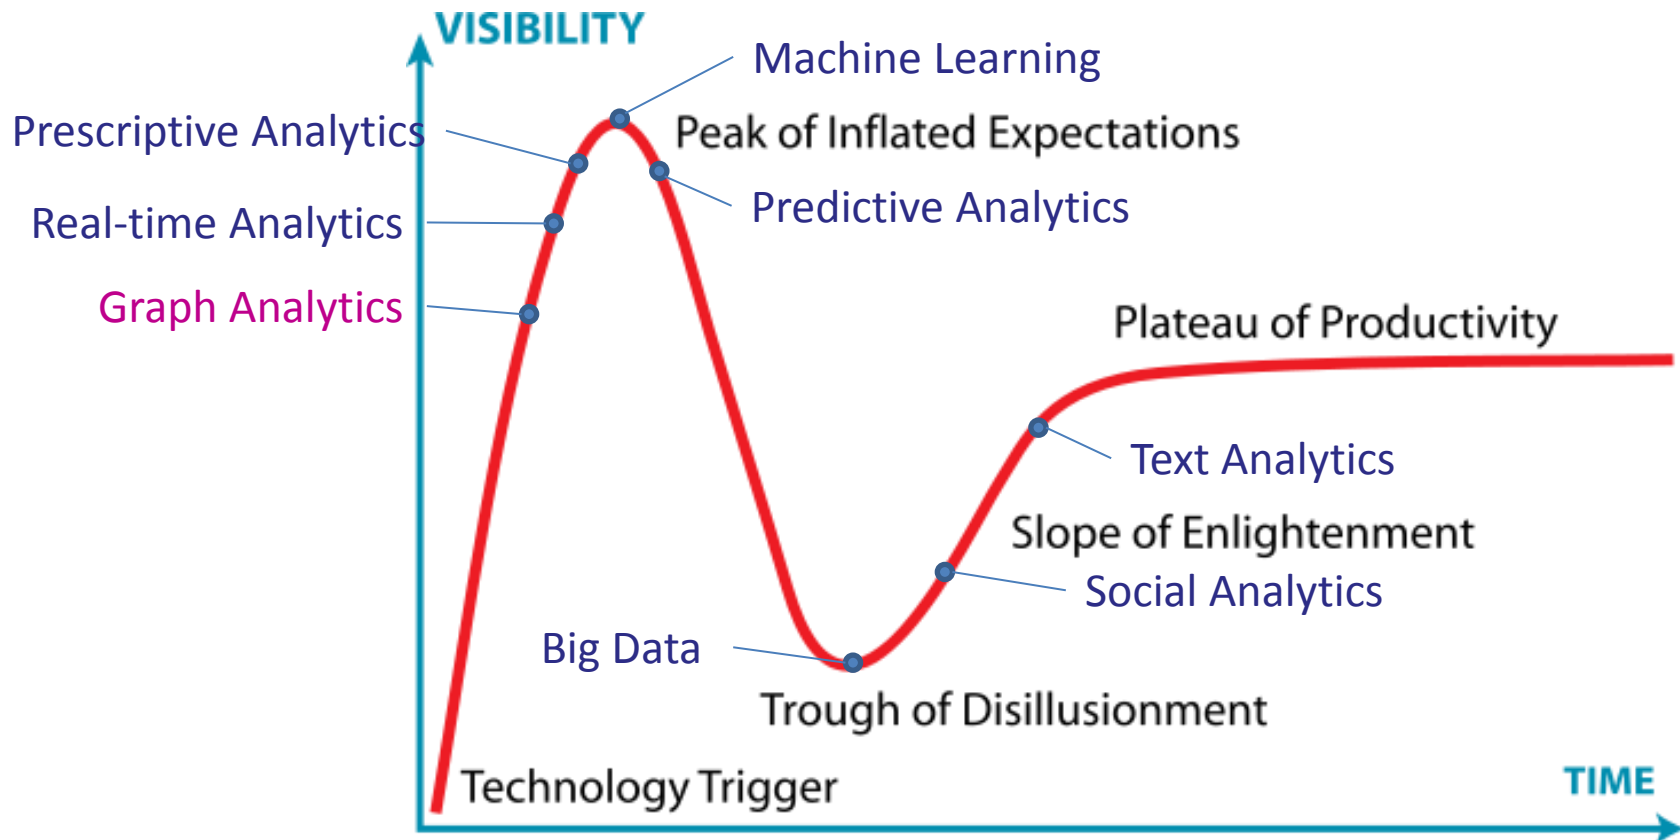 VISIBILITY
Machine Learning
Prescriptive Analytics
Peak of Inflated Expectations
Real-time Analytics
Predictive Analytics
Graph Analytics
Plateau of Productivity
Text Analytics
Slope of Enlightenment
Social Analytics
Big Data
Trough of Disillusionment
Technology Trigger
TIME